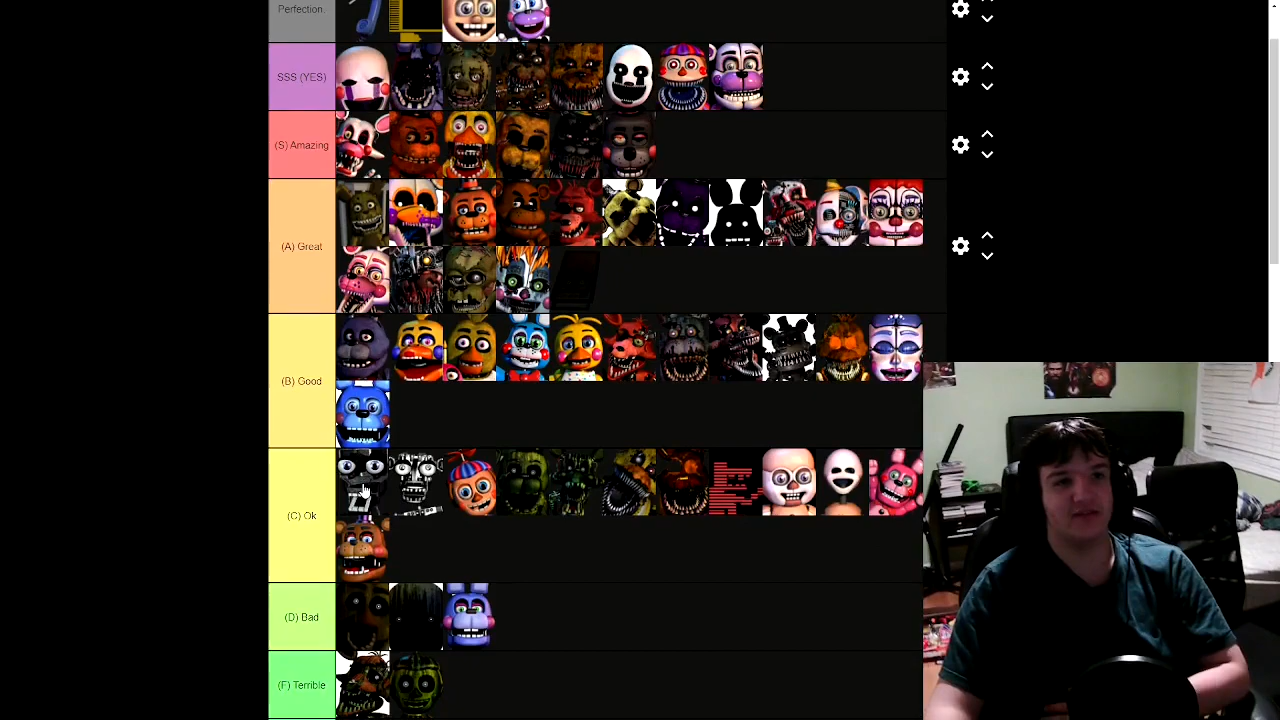 Perfection.
SSS (YES)
(S) Amazing
(A) Great
(B) Good
(C) Ok
(D) Bad
(F) Terrible